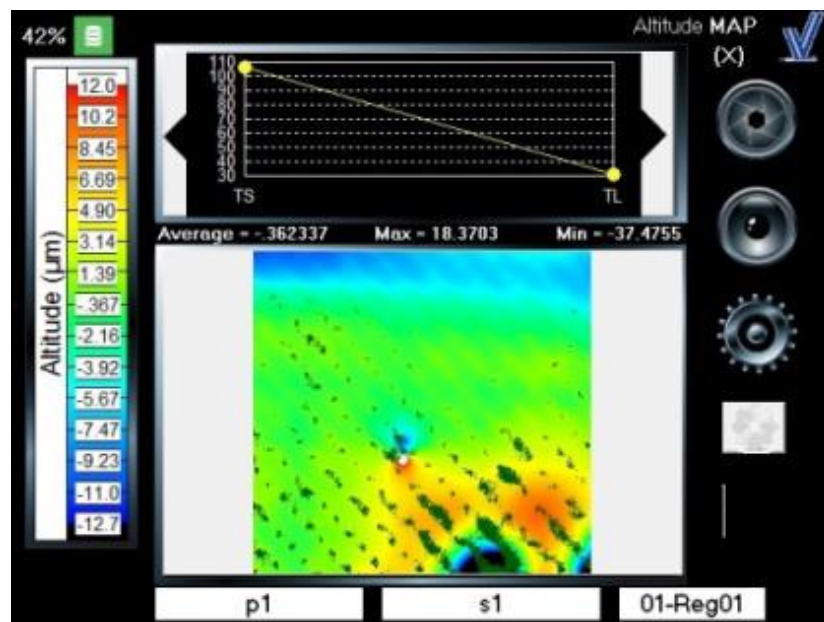 42%
Altitude MAP
(X)
110
100
90
80
70
60
50
40
30
TS
TL
Average = -.362337 Max = 18.3703 Min = -37.4755
Altitude (µm)
12.0
10.2
8.45
6.69
4.90
3.14
1.39
-.367
-2.16
-3.92
-5.67
-7.47
-9.23
-11.0
-12.7
p1
s1
01-Reg01